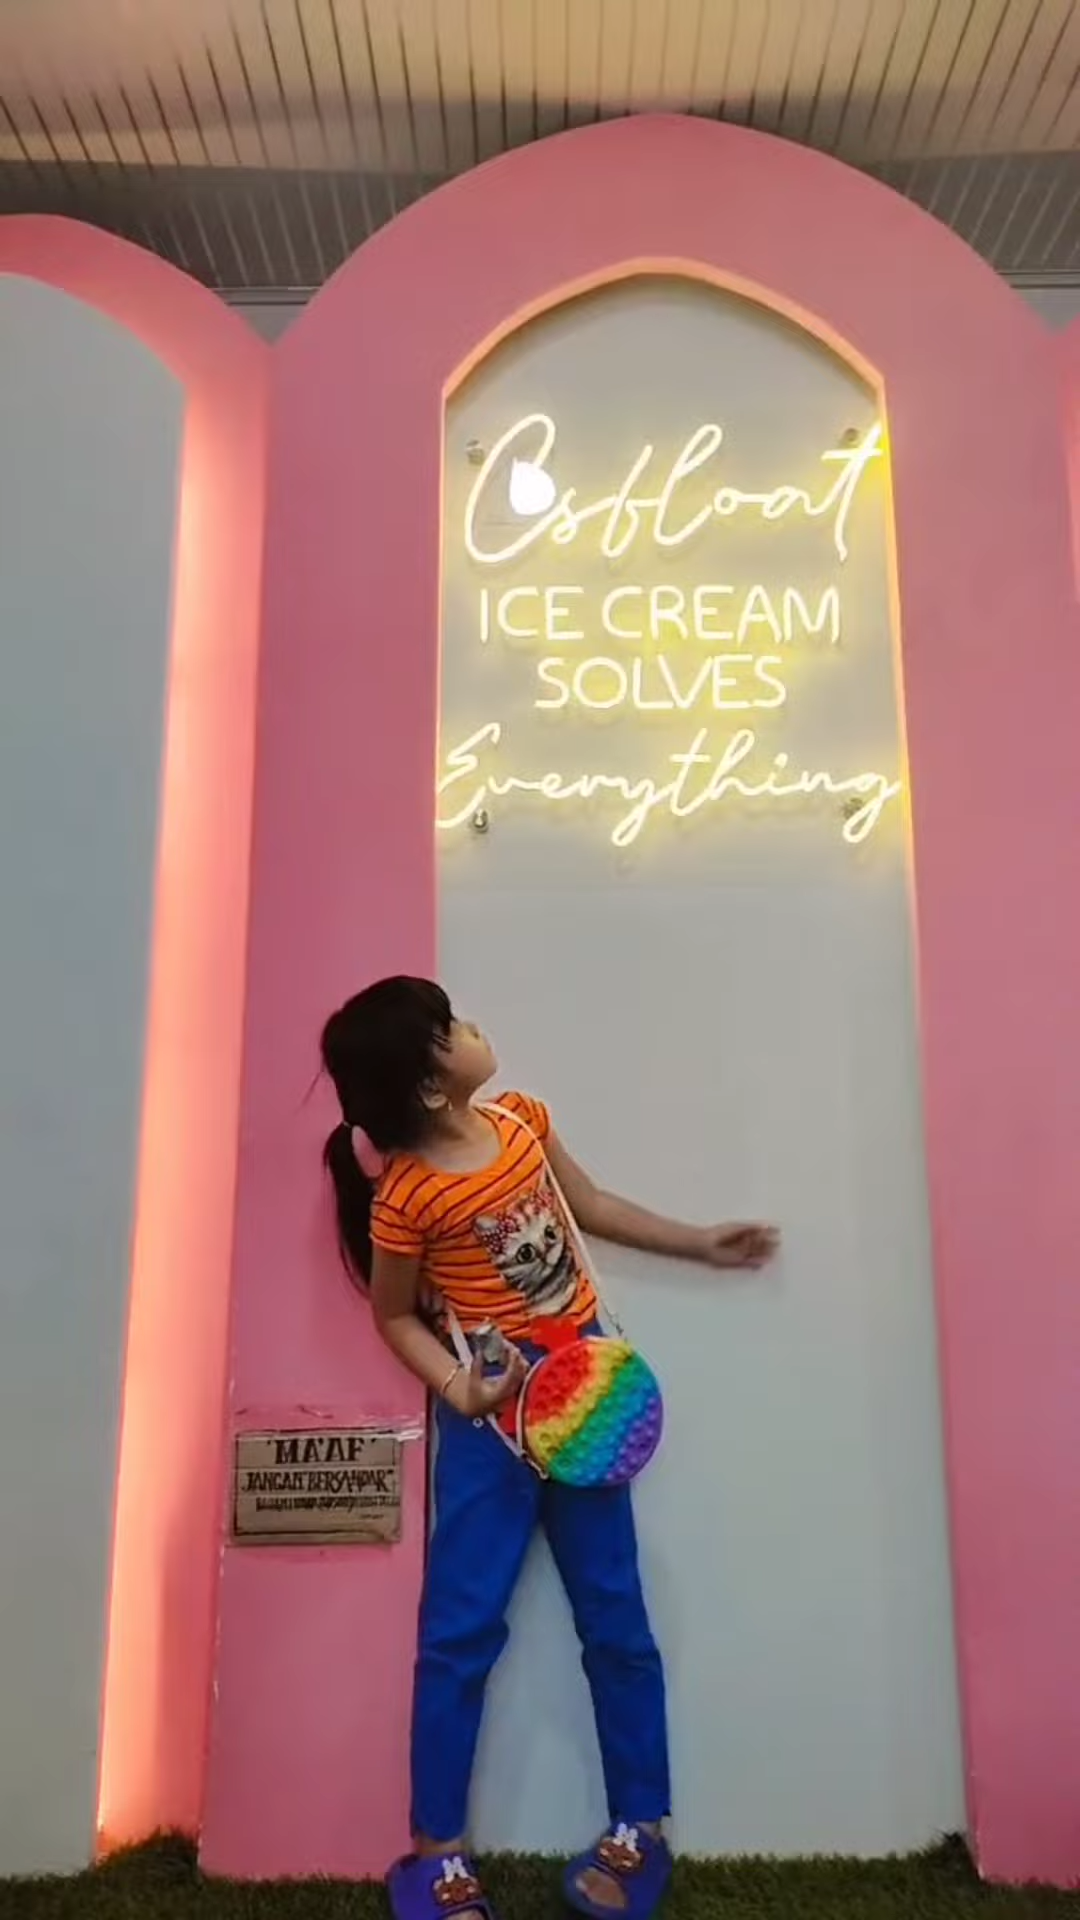 Csfloat
ICE CREAM
SOLVES
Everything
"MA'AF"
JANGAN BERSANDAR"